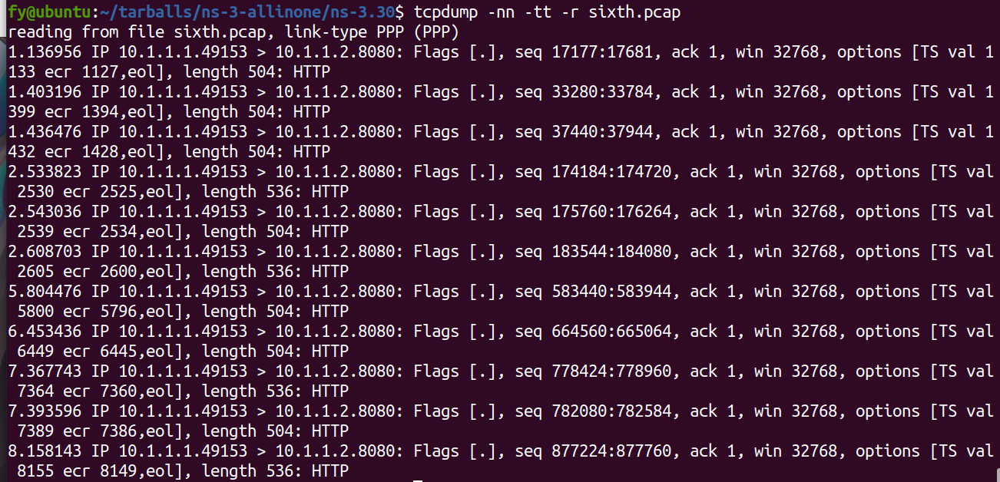 fy@ubuntu:~/tarballs/ns-3-allinone/ns-3.30$ tcpdump -nn -tt -r sixth.pcap
reading from file sixth.pcap, link-type PPP (PPP)
1.136956 IP 10.1.1.1.49153 > 10.1.1.2.8080: Flags [.], seq 17177:17681, ack 1, win 32768, options [TS val 1
133 ecr 1127,eol], length 504: HTTP
1.403196 IP 10.1.1.1.49153 > 10.1.1.2.8080: Flags [.], seq 33280:33784, ack 1, win 32768, options [TS val 1
399 ecr 1394,eol], length 504: HTTP
1.436476 IP 10.1.1.1.49153 > 10.1.1.2.8080: Flags [.], seq 37440:37944, ack 1, win 32768, options [TS val 1
432 ecr 1428,eol], length 504: HTTP
2.533823 IP 10.1.1.1.49153 > 10.1.1.2.8080: Flags [.], seq 174184:174720, ack 1, win 32768, options [TS val
 2530 ecr 2525,eol], length 536: HTTP
2.543036 IP 10.1.1.1.49153 > 10.1.1.2.8080: Flags [.], seq 175760:176264, ack 1, win 32768, options [TS val
 2539 ecr 2534,eol], length 504: HTTP
2.608703 IP 10.1.1.1.49153 > 10.1.1.2.8080: Flags [.], seq 183544:184080, ack 1, win 32768, options [TS val
 2605 ecr 2600,eol], length 536: HTTP
5.804476 IP 10.1.1.1.49153 > 10.1.1.2.8080: Flags [.], seq 583440:583944, ack 1, win 32768, options [TS val
 5800 ecr 5796,eol], length 504: HTTP
6.453436 IP 10.1.1.1.49153 > 10.1.1.2.8080: Flags [.], seq 664560:665064, ack 1, win 32768, options [TS val
 6449 ecr 6445,eol], length 504: HTTP
7.367743 IP 10.1.1.1.49153 > 10.1.1.2.8080: Flags [.], seq 778424:778960, ack 1, win 32768, options [TS val
 7364 ecr 7360,eol], length 536: HTTP
7.393596 IP 10.1.1.1.49153 > 10.1.1.2.8080: Flags [.], seq 782080:782584, ack 1, win 32768, options [TS val
 7389 ecr 7386,eol], length 504: HTTP
8.158143 IP 10.1.1.1.49153 > 10.1.1.2.8080: Flags [.], seq 877224:877760, ack 1, win 32768, options [TS val
 8155 ecr 8149,eol], length 536: HTTP